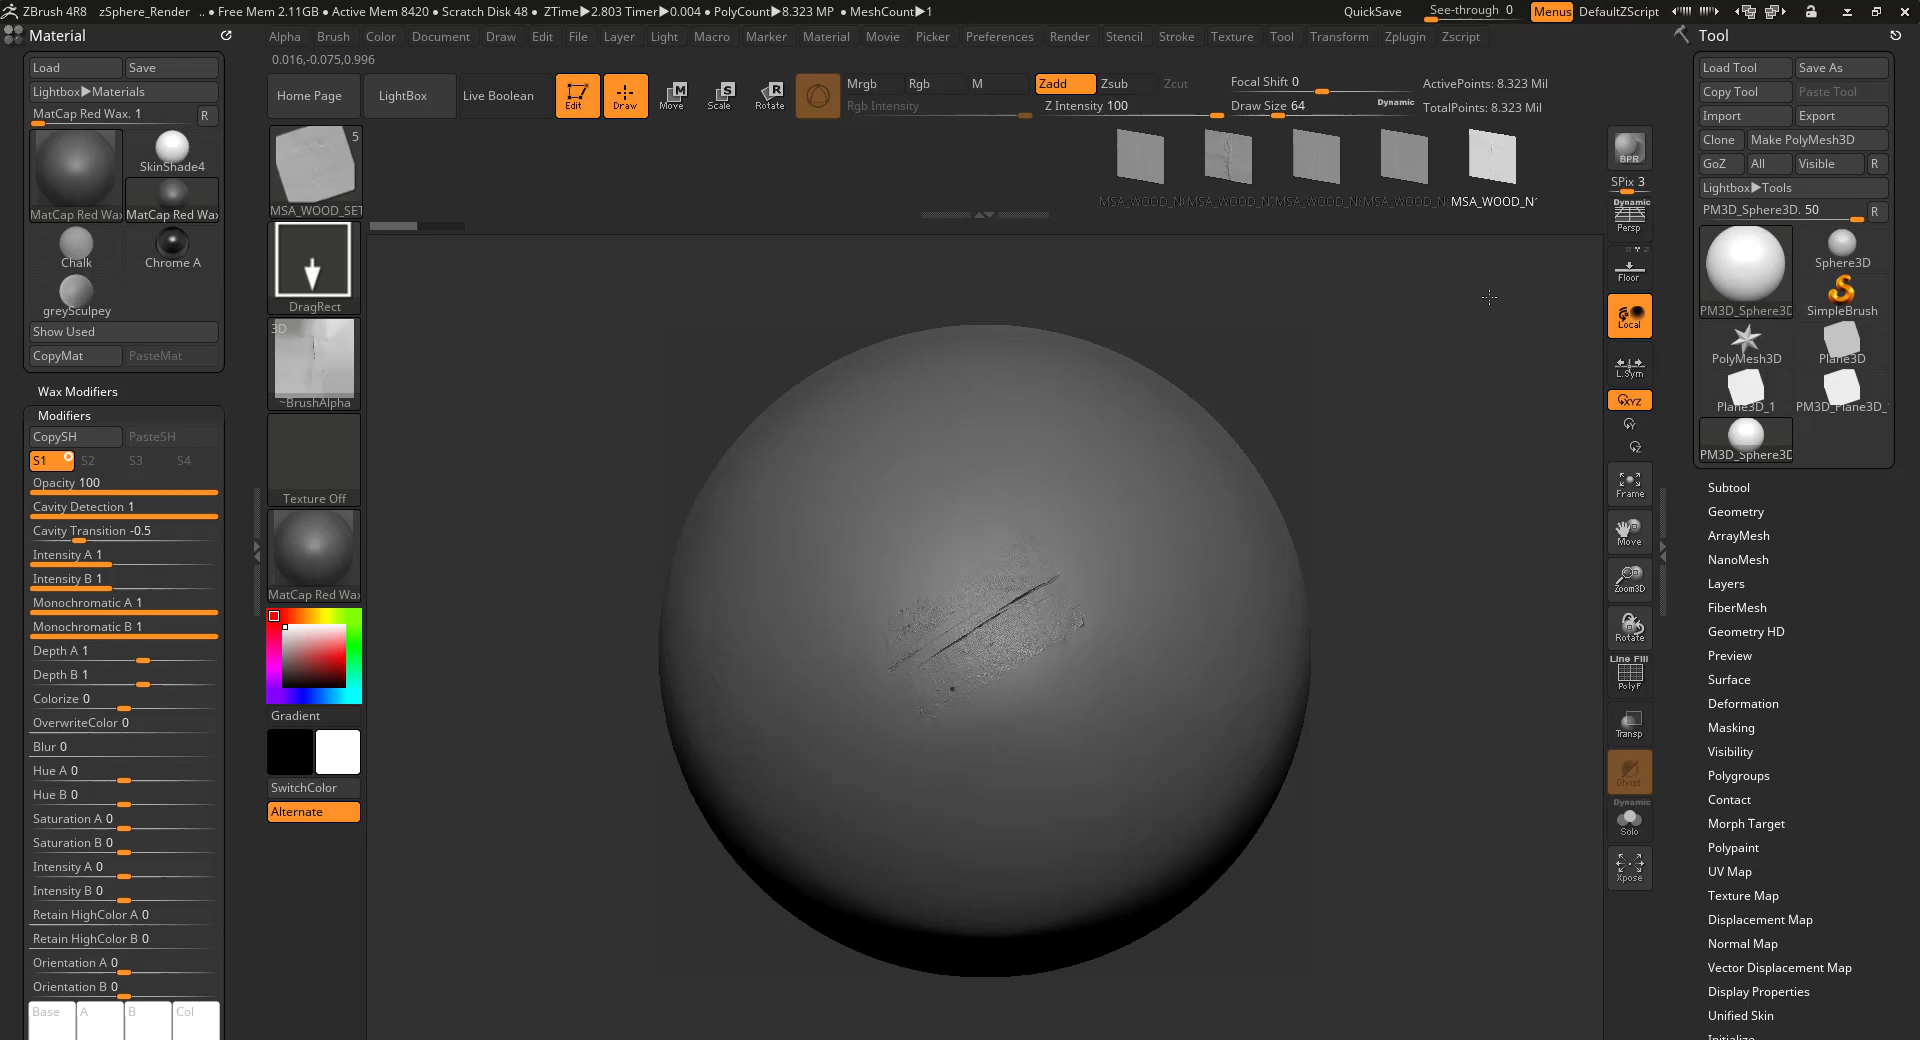 ZBrush 4R8 zSphere_Render .. • Free Mem 2.11GB • Active Mem 8420 • Scratch Disk 48 • ZTime▶2.803 Timer▶0.004 • PolyCount▶8.323 MP • MeshCount▶1 QuickSave See-through 0 Menus DefaultZScript
Material
Alpha Brush Color Document Draw Edit File Layer Light Macro Marker Material Movie Picker Preferences Render Stencil Stroke Texture Tool Transform Zplugin Zscript
0.016,-0.075,0.996
Load Save
Lightbox▶Materials
MatCap Red Wax. 1 R
SkinShade4
MatCap Red Wax MatCap Red Wax
Chalk Chrome A
greySculpey
Show Used
CopyMat PasteMat
Wax Modifiers
Modifiers
CopySH PasteSH
S1 S2 S3 S4
Opacity 100
Cavity Detection 1
Cavity Transition -0.5
Intensity A 1
Intensity B 1
Monochromatic A 1
Monochromatic B 1
Depth A 1
Depth B 1
Colorize 0
OverwriteColor 0
Blur 0
Hue A 0
Hue B 0
Saturation A 0
Saturation B 0
Intensity A 0
Intensity B 0
Retain HighColor A 0
Retain HighColor B 0
Orientation A 0
Orientation B 0
Base A B Col
Home Page LightBox Live Boolean Edit Draw Move Scale Rotate
M S R
Mrgb Rgb M Zadd Zsub Zcut
Rgb Intensity Z Intensity 100
Focal Shift 0
Draw Size 64 Dynamic
ActivePoints: 8.323 Mil
TotalPoints: 8.323 Mil
5
MSA_WOOD_SET
DragRect
3D
~BrushAlpha
Texture Off
MatCap Red Wax
Gradient
SwitchColor
Alternate
MSA_WOOD_N MSA_WOOD_N MSA_WOOD_N MSA_WOOD_N MSA_WOOD_N
BPR
SPix 3
Dynamic
Persp
Floor
Local
L.Sym
XYZ
Y
Z
Frame
Move
Zoom3D
Rotate
Line Fill
PolyF
Transp
Ghost
Dynamic
Solo
Xpose
Tool
Load Tool Save As
Copy Tool Paste Tool
Import Export
Clone Make PolyMesh3D
GoZ All Visible R
Lightbox▶Tools
PM3D_Sphere3D. 50 R
Sphere3D
PM3D_Sphere3D SimpleBrush
PolyMesh3D Plane3D
Plane3D_1 PM3D_Plane3D_
PM3D_Sphere3D
Subtool
Geometry
ArrayMesh
NanoMesh
Layers
FiberMesh
Geometry HD
Preview
Surface
Deformation
Masking
Visibility
Polygroups
Contact
Morph Target
Polypaint
UV Map
Texture Map
Displacement Map
Normal Map
Vector Displacement Map
Display Properties
Unified Skin
Initialize